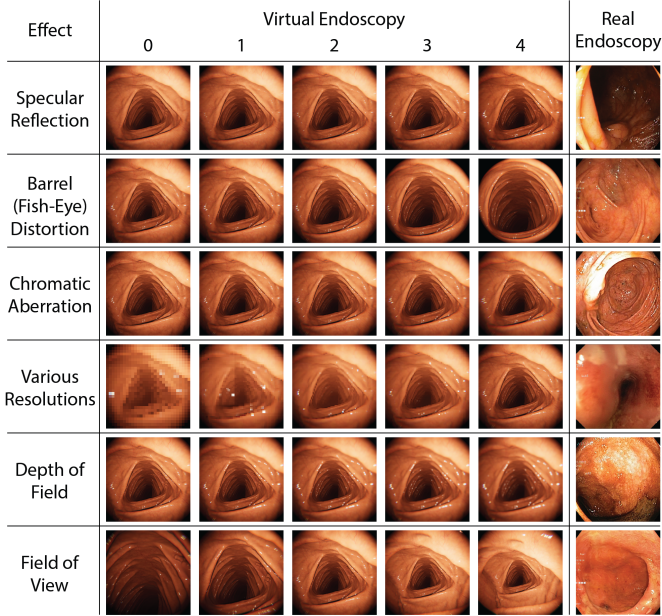 Effect
Virtual Endoscopy
Real
Endoscopy
0 1 2 3 4
Specular
Reflection
Barrel
(Fish-Eye)
Distortion
Chromatic
Aberration
Various
Resolutions
Depth of
Field
Field of
View